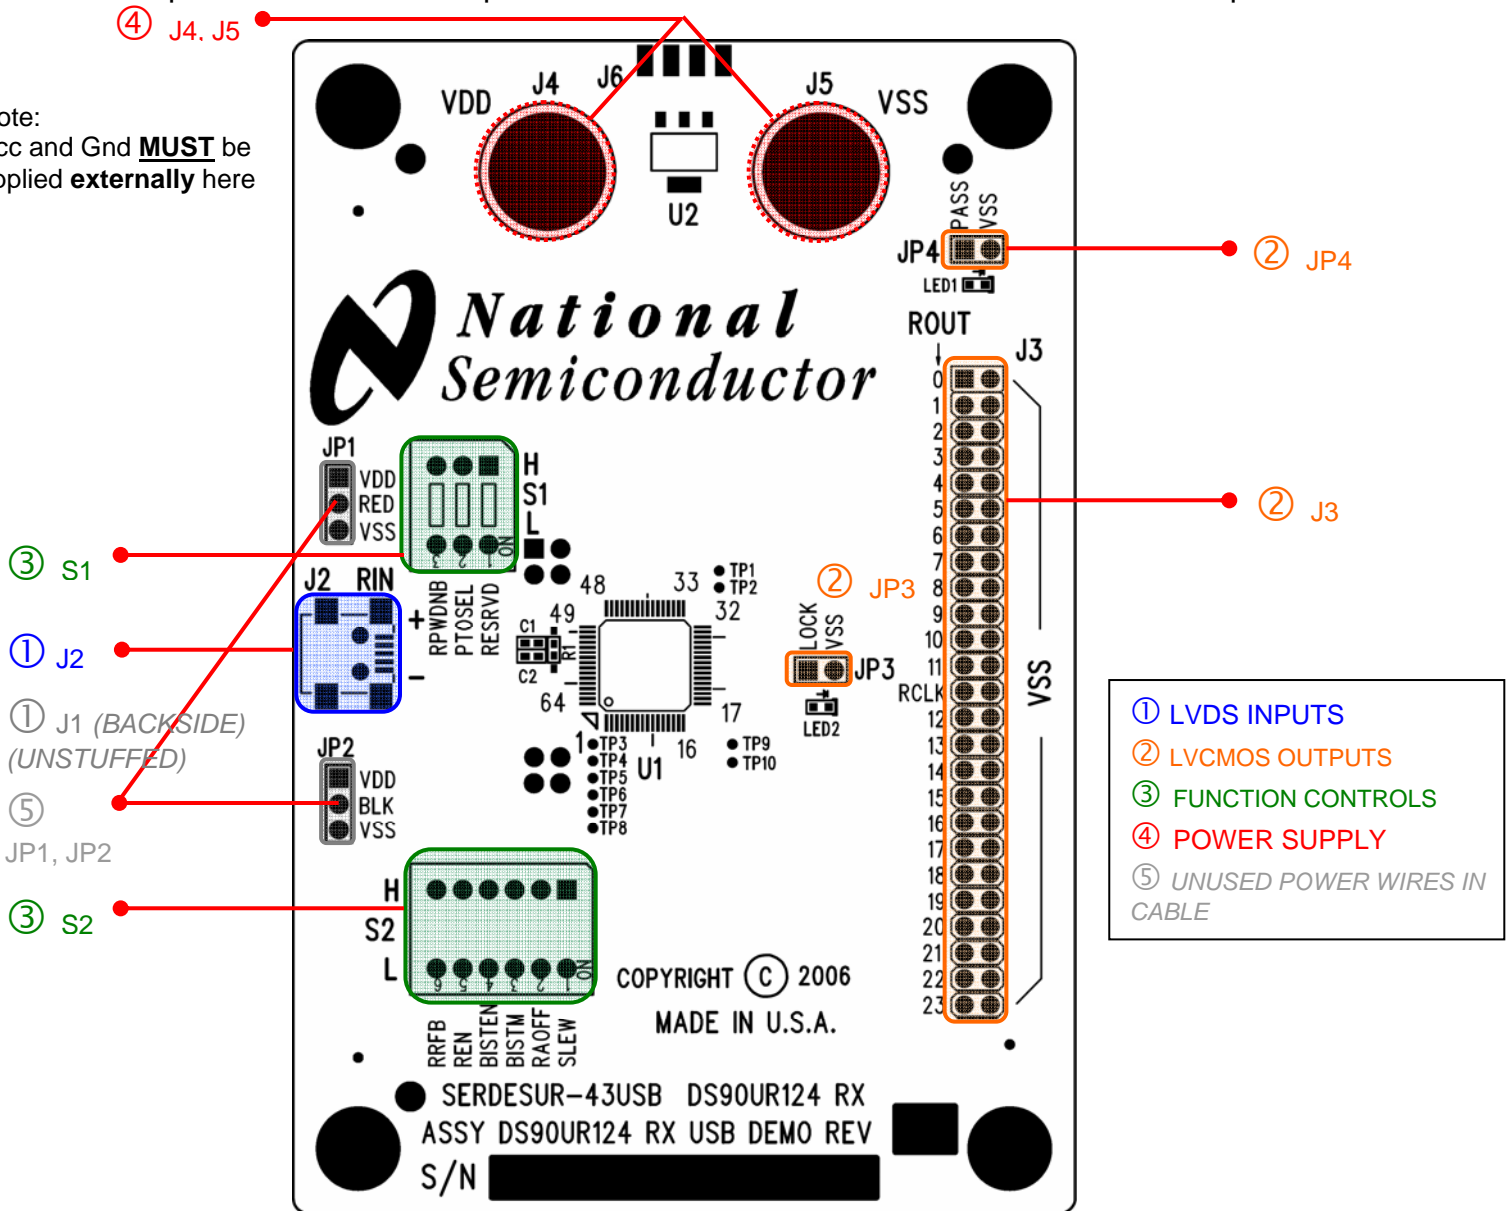 ④ J4, J5
ote:
cc and Gnd MUST be
pplied externally here
VDD
J4
J6
J5
VSS
U2
PASS
VSS
JP4
LED1
② JP4
National
Semiconductor
ROUT
J3
0
1
2
3
4
5
6
7
8
9
10
11
RCLK
12
13
14
15
16
17
18
19
20
21
22
23
VSS
② J3
JP1
VDD
RED
VSS
H
S1
L
ON
3 2 1
RPWDNB
PTOSEL
RESRVD
③ S1
J2 RIN
+
-
① J2
① J1 (BACKSIDE)
(UNSTUFFED)
48
33
49
32
64
17
1
16
C1
C2
R1
U1
TP1
TP2
TP3
TP4
TP5
TP6
TP7
TP8
TP9
TP10
② JP3
LOCK
VSS
JP3
LED2
JP2
VDD
BLK
VSS
⑤
JP1, JP2
③ S2
H
S2
L
ON
6 5 4 3 2 1
RRFB
REN
BISTEN
BISTM
RAOFF
SLEW
① LVDS INPUTS
② LVCMOS OUTPUTS
③ FUNCTION CONTROLS
④ POWER SUPPLY
⑤ UNUSED POWER WIRES IN
CABLE
COPYRIGHT © 2006
MADE IN U.S.A.
SERDESUR-43USB DS90UR124 RX
ASSY DS90UR124 RX USB DEMO REV
S/N